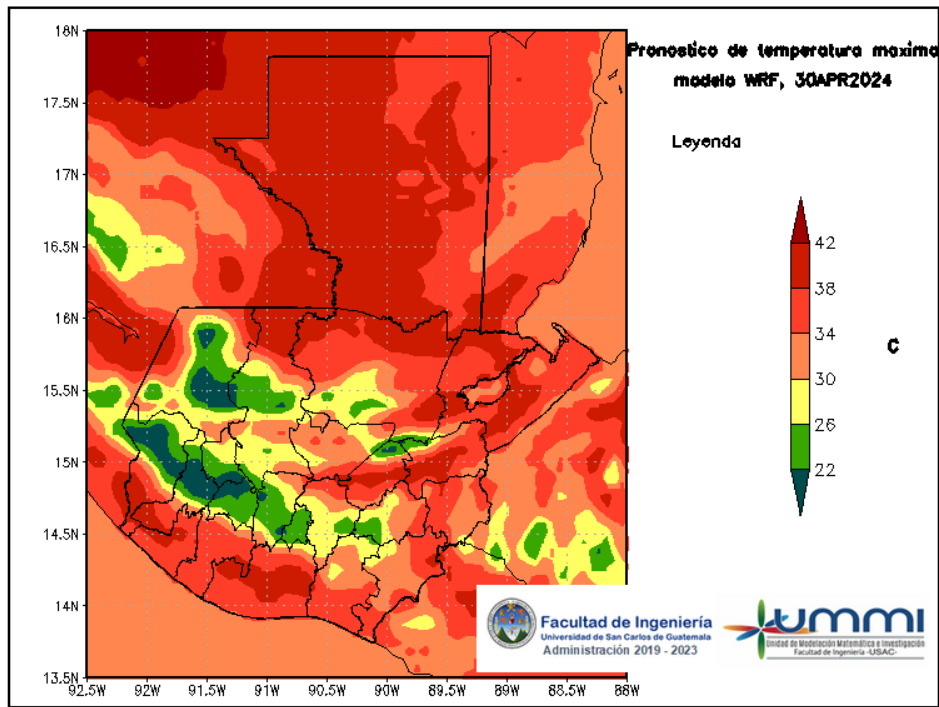 Pronostico de temperatura maxima
modelo WRF, 30APR2024
Leyenda
42
38
34
30
26
22
C
18N
17.5N
17N
16.5N
16N
15.5N
15N
14.5N
14N
13.5N
92.5W 92W 91.5W 91W 90.5W 90W 89.5W 89W 88.5W 88W
Facultad de Ingeniería
Universidad de San Carlos de Guatemala
Administración 2019 - 2023
UMMI
Unidad de Modelación Matemática e Investigación
Facultad de Ingeniería -USAC-